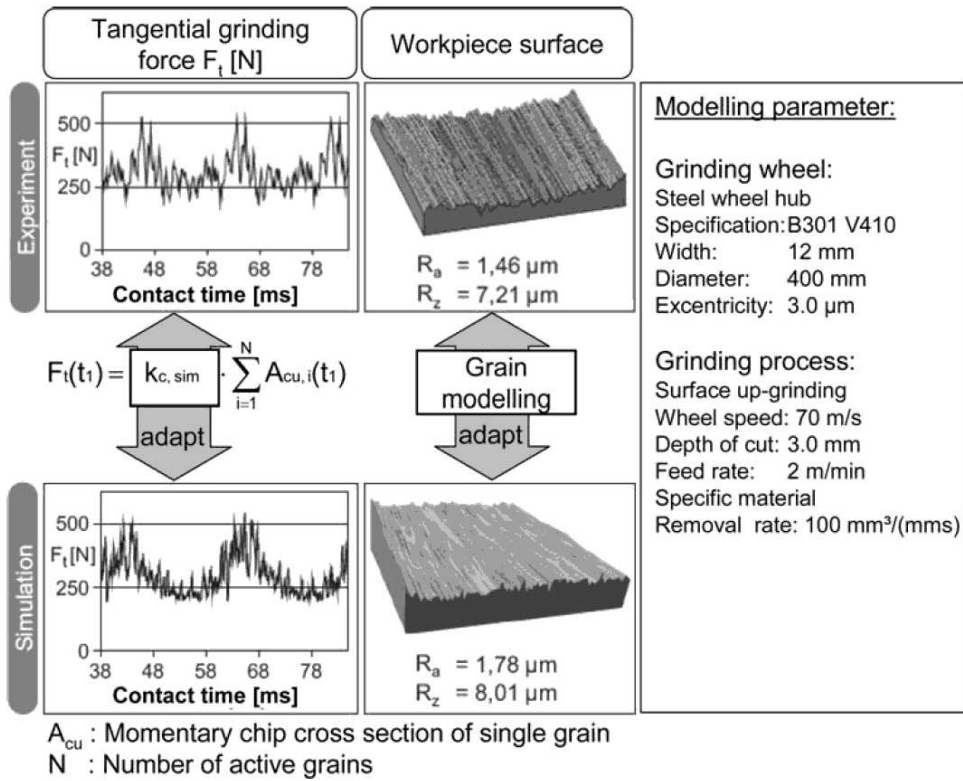 Tangential grinding
force Ft [N]
Workpiece surface
Experiment
500
Ft [N]
250
0
38 48 58 68 78
Contact time [ms]
Ra = 1,46 µm
Rz = 7,21 µm
Modelling parameter:
Grinding wheel:
Steel wheel hub
Specification: B301 V410
Width: 12 mm
Diameter: 400 mm
Excentricity: 3.0 µm
Grinding process:
Surface up-grinding
Wheel speed: 70 m/s
Depth of cut: 3.0 mm
Feed rate: 2 m/min
Specific material
Removal rate: 100 mm³/(mms)
Ft(t1) = kc, sim · N∑i=1 Acu, i(t1)
adapt
Grain
modelling
adapt
Simulation
500
Ft [N]
250
0
38 48 58 68 78
Contact time [ms]
Ra = 1,78 µm
Rz = 8,01 µm
Acu : Momentary chip cross section of single grain
N : Number of active grains